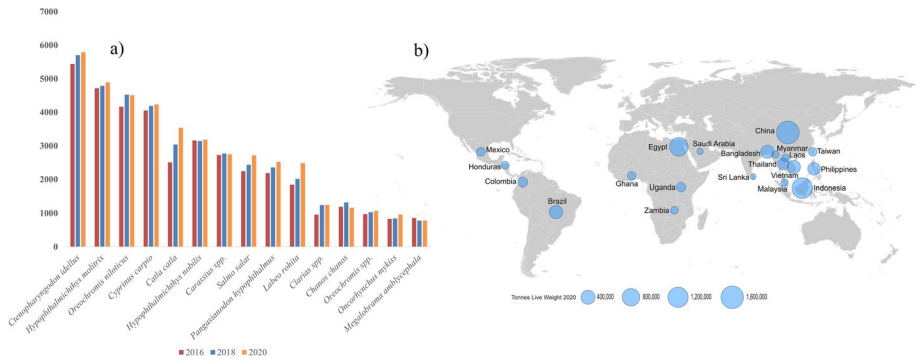 a)
7000
6000
5000
4000
3000
2000
1000
0
Ctenopharyngodon idellus
Hypophthalmichthys molitrix
Oreochromis niloticus
Cyprinus carpio
Catla catla
Hypophthalmichthys nobilis
Carassius spp.
Salmo salar
Pangasianodon hypophthalmus
Labeo rohita
Clarias spp.
Chanos chanos
Oreochromis spp.
Oncorhynchus mykiss
Megalobrama amblycephala
2016 2018 2020
b)
Mexico
Honduras
Colombia
Brazil
Egypt
Saudi Arabia
Ghana
Uganda
Zambia
China
Bangladesh
Myanmar
Taiwan
Laos
Thailand
Philippines
Sri Lanka
Vietnam
Malaysia
Indonesia
Tonnes Live Weight 2020
400,000 800,000 1,200,000 1,600,000